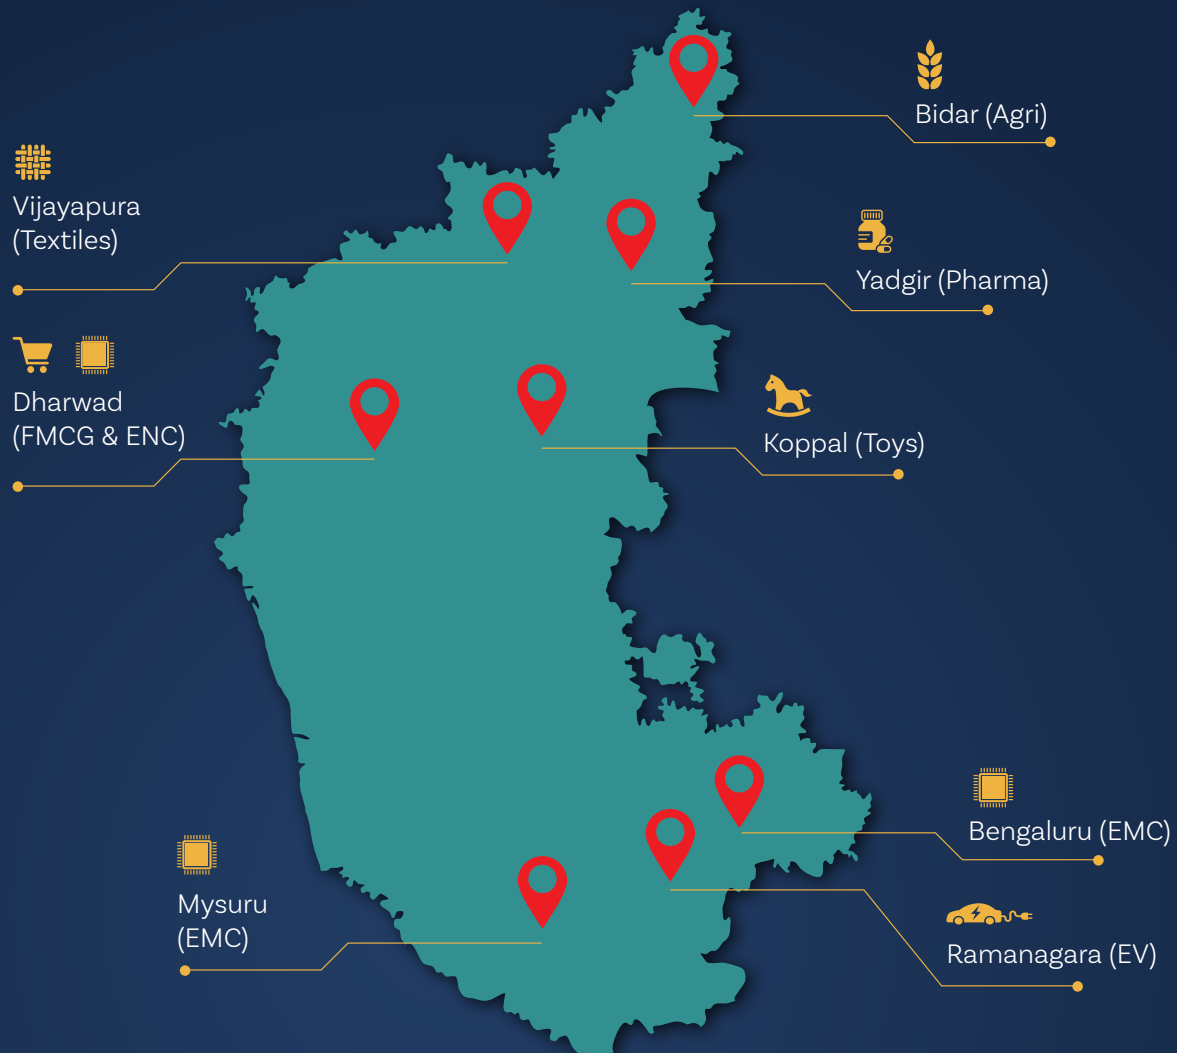 Bidar (Agri)
Vijayapura
(Textiles)
Yadgir (Pharma)
Dharwad
(FMCG & ENC)
Koppal (Toys)
Bengaluru (EMC)
Mysuru
(EMC)
Ramanagara (EV)